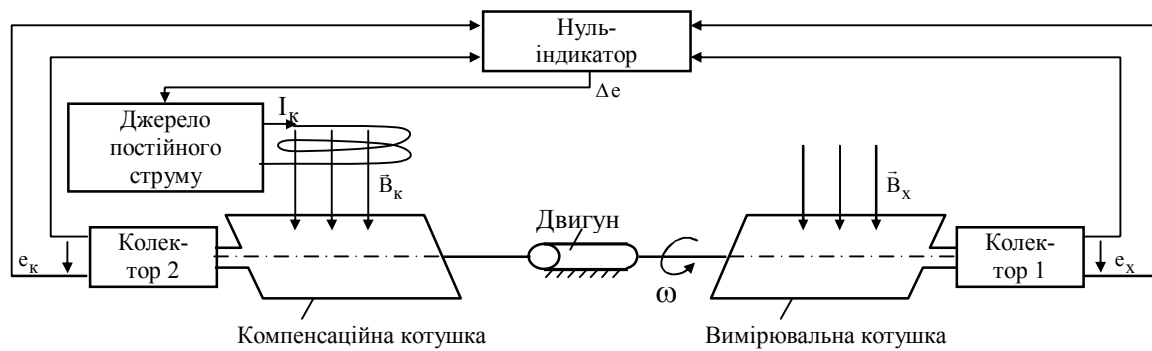 Нуль-
індикатор
Δe
Джерело
постійного
струму
Iк
B⃗к
B⃗х
Двигун
Колек-
тор 2
eк
Колек-
тор 1
eх
ω
Компенсаційна котушка
Вимірювальна котушка